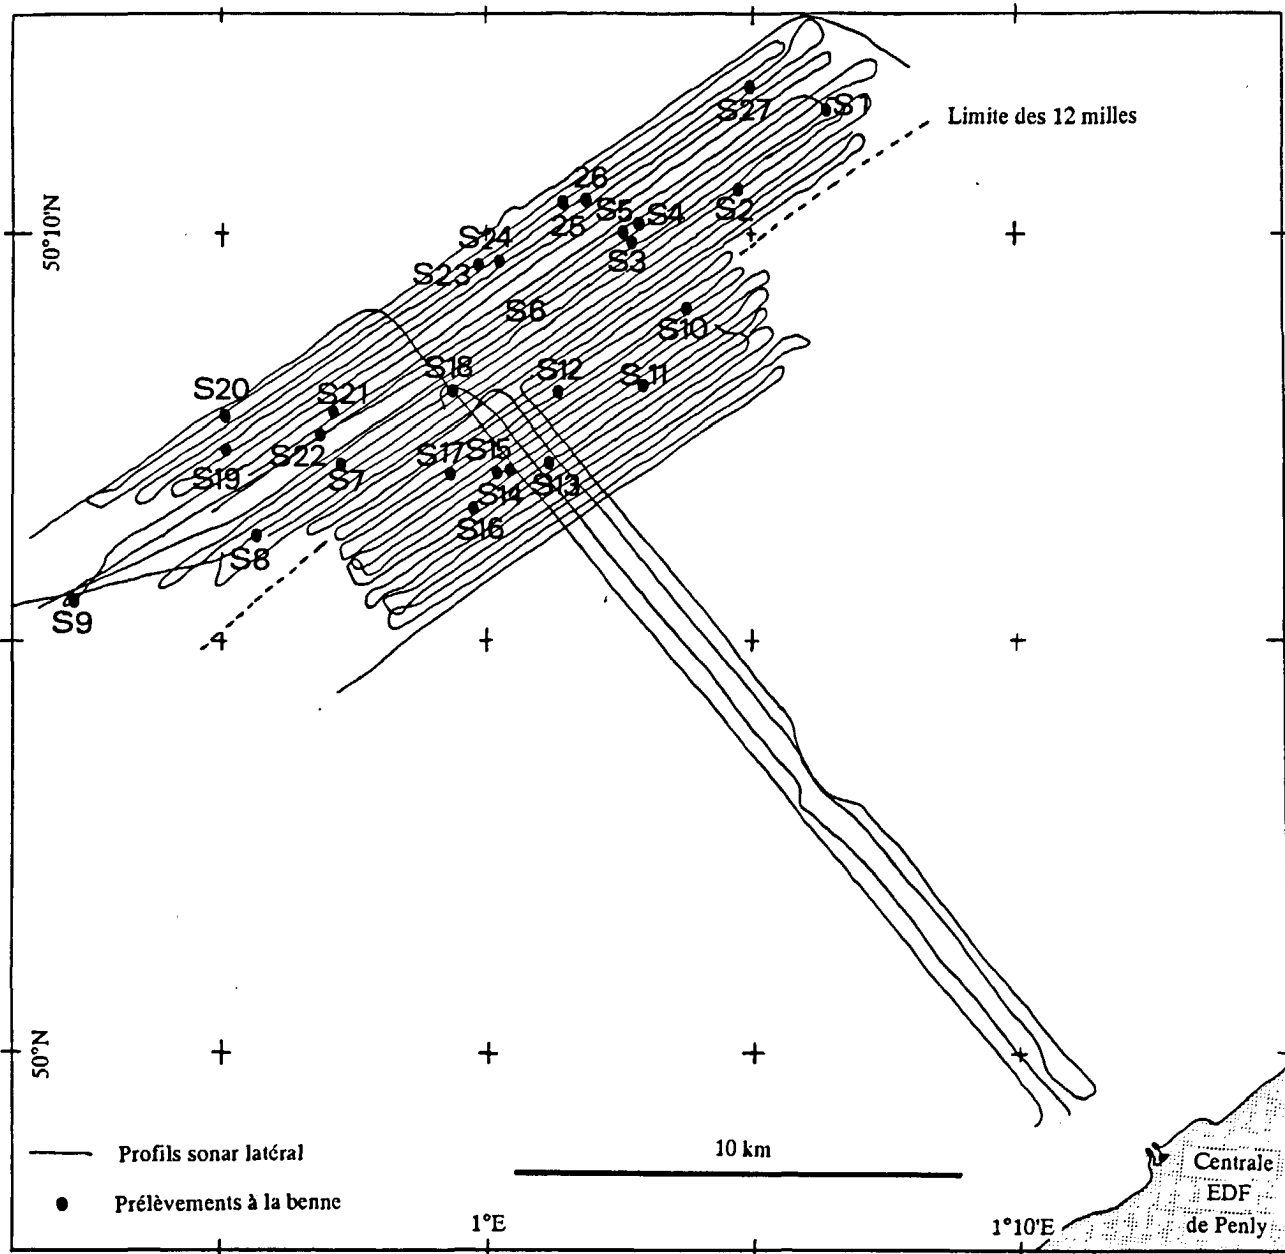 Limite des 12 milles
S27
S1
26
S5
S4
S2
25
50°10'N
S24
S3
S23
S6
S10
S18
S12
S11
S20
S21
S17
S15
S22
S7
S19
S14
S13
S16
S8
S9
50°N
Profils sonar latéral
10 km
Prélèvements à la benne
1°E
1°10'E
Centrale
EDF
de Penly